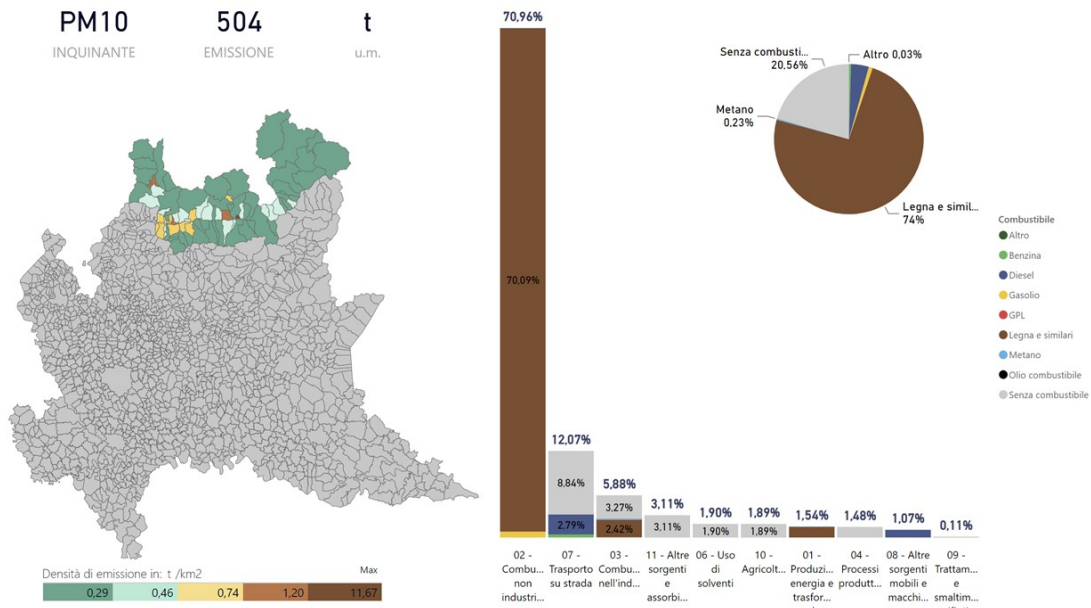 PM10
504
t
INQUINANTE
EMISSIONE
u.m.
Densità di emissione in: t /km2
Max
0,29
0,46
0,74
1,20
11,67
70,96%
70,09%
12,07%
8,84%
2,79%
5,88%
3,27%
2,42%
3,11%
3,11%
1,90%
1,90%
1,89%
1,89%
1,54%
1,48%
1,07%
0,11%
02 -
Combu...
non
industri...
07 -
Trasporto
su strada
03 -
Combu...
nell'ind...
11 - Altre
sorgenti
e
assorbi...
06 - Uso
di
solventi
10 -
Agricolt...
01 -
Produzi...
energia e
trasfor...
04 -
Processi
produtt...
08 - Altre
sorgenti
mobili e
macchi...
09 -
Trattam...
e
smaltim...
Senza combusti...
20,56%
Altro 0,03%
Metano
0,23%
Legna e simil...
74%
Combustibile
Altro
Benzina
Diesel
Gasolio
GPL
Legna e similari
Metano
Olio combustibile
Senza combustibile